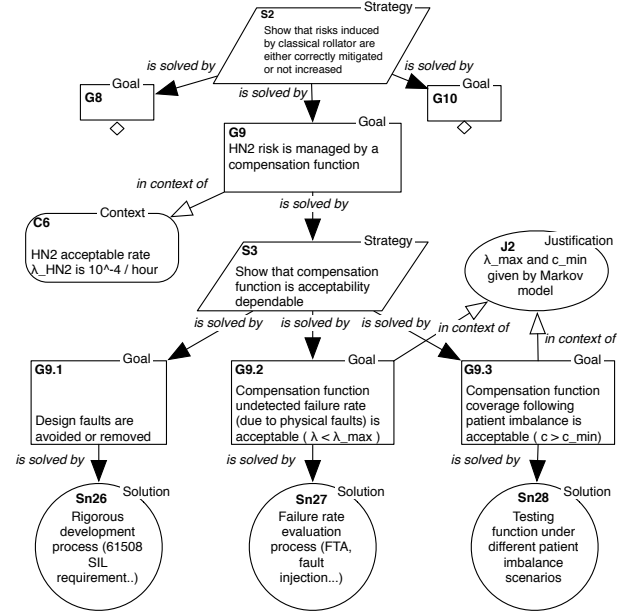 S2
Strategy
Show that risks induced
by classical rollator are
either correctly mitigated
or not increased
is solved by
is solved by
is solved by
Goal
G8
Goal
G10
Goal
G9
HN2 risk is managed by a
compensation function
in context of
is solved by
C6
Context
HN2 acceptable rate
λ_HN2 is 10^-4 / hour
Strategy
S3
Show that compensation
function is acceptability
dependable
J2
Justification
λ_max and c_min
given by Markov
model
is solved by
is solved by
is solved by
in context of
in context of
Goal
G9.1
Design faults are
avoided or removed
Goal
G9.2
Compensation function
undetected failure rate
(due to physical faults) is
acceptable ( λ < λ_max )
Goal
G9.3
Compensation function
coverage following
patient imbalance is
acceptable ( c > c_min)
is solved by
is solved by
is solved by
Sn26
Solution
Rigorous
development
process (61508
SIL
requirement..)
Sn27
Solution
Failure rate
evaluation
process (FTA,
fault
injection...)
Sn28
Solution
Testing
function under
different patient
imbalance
scenarios